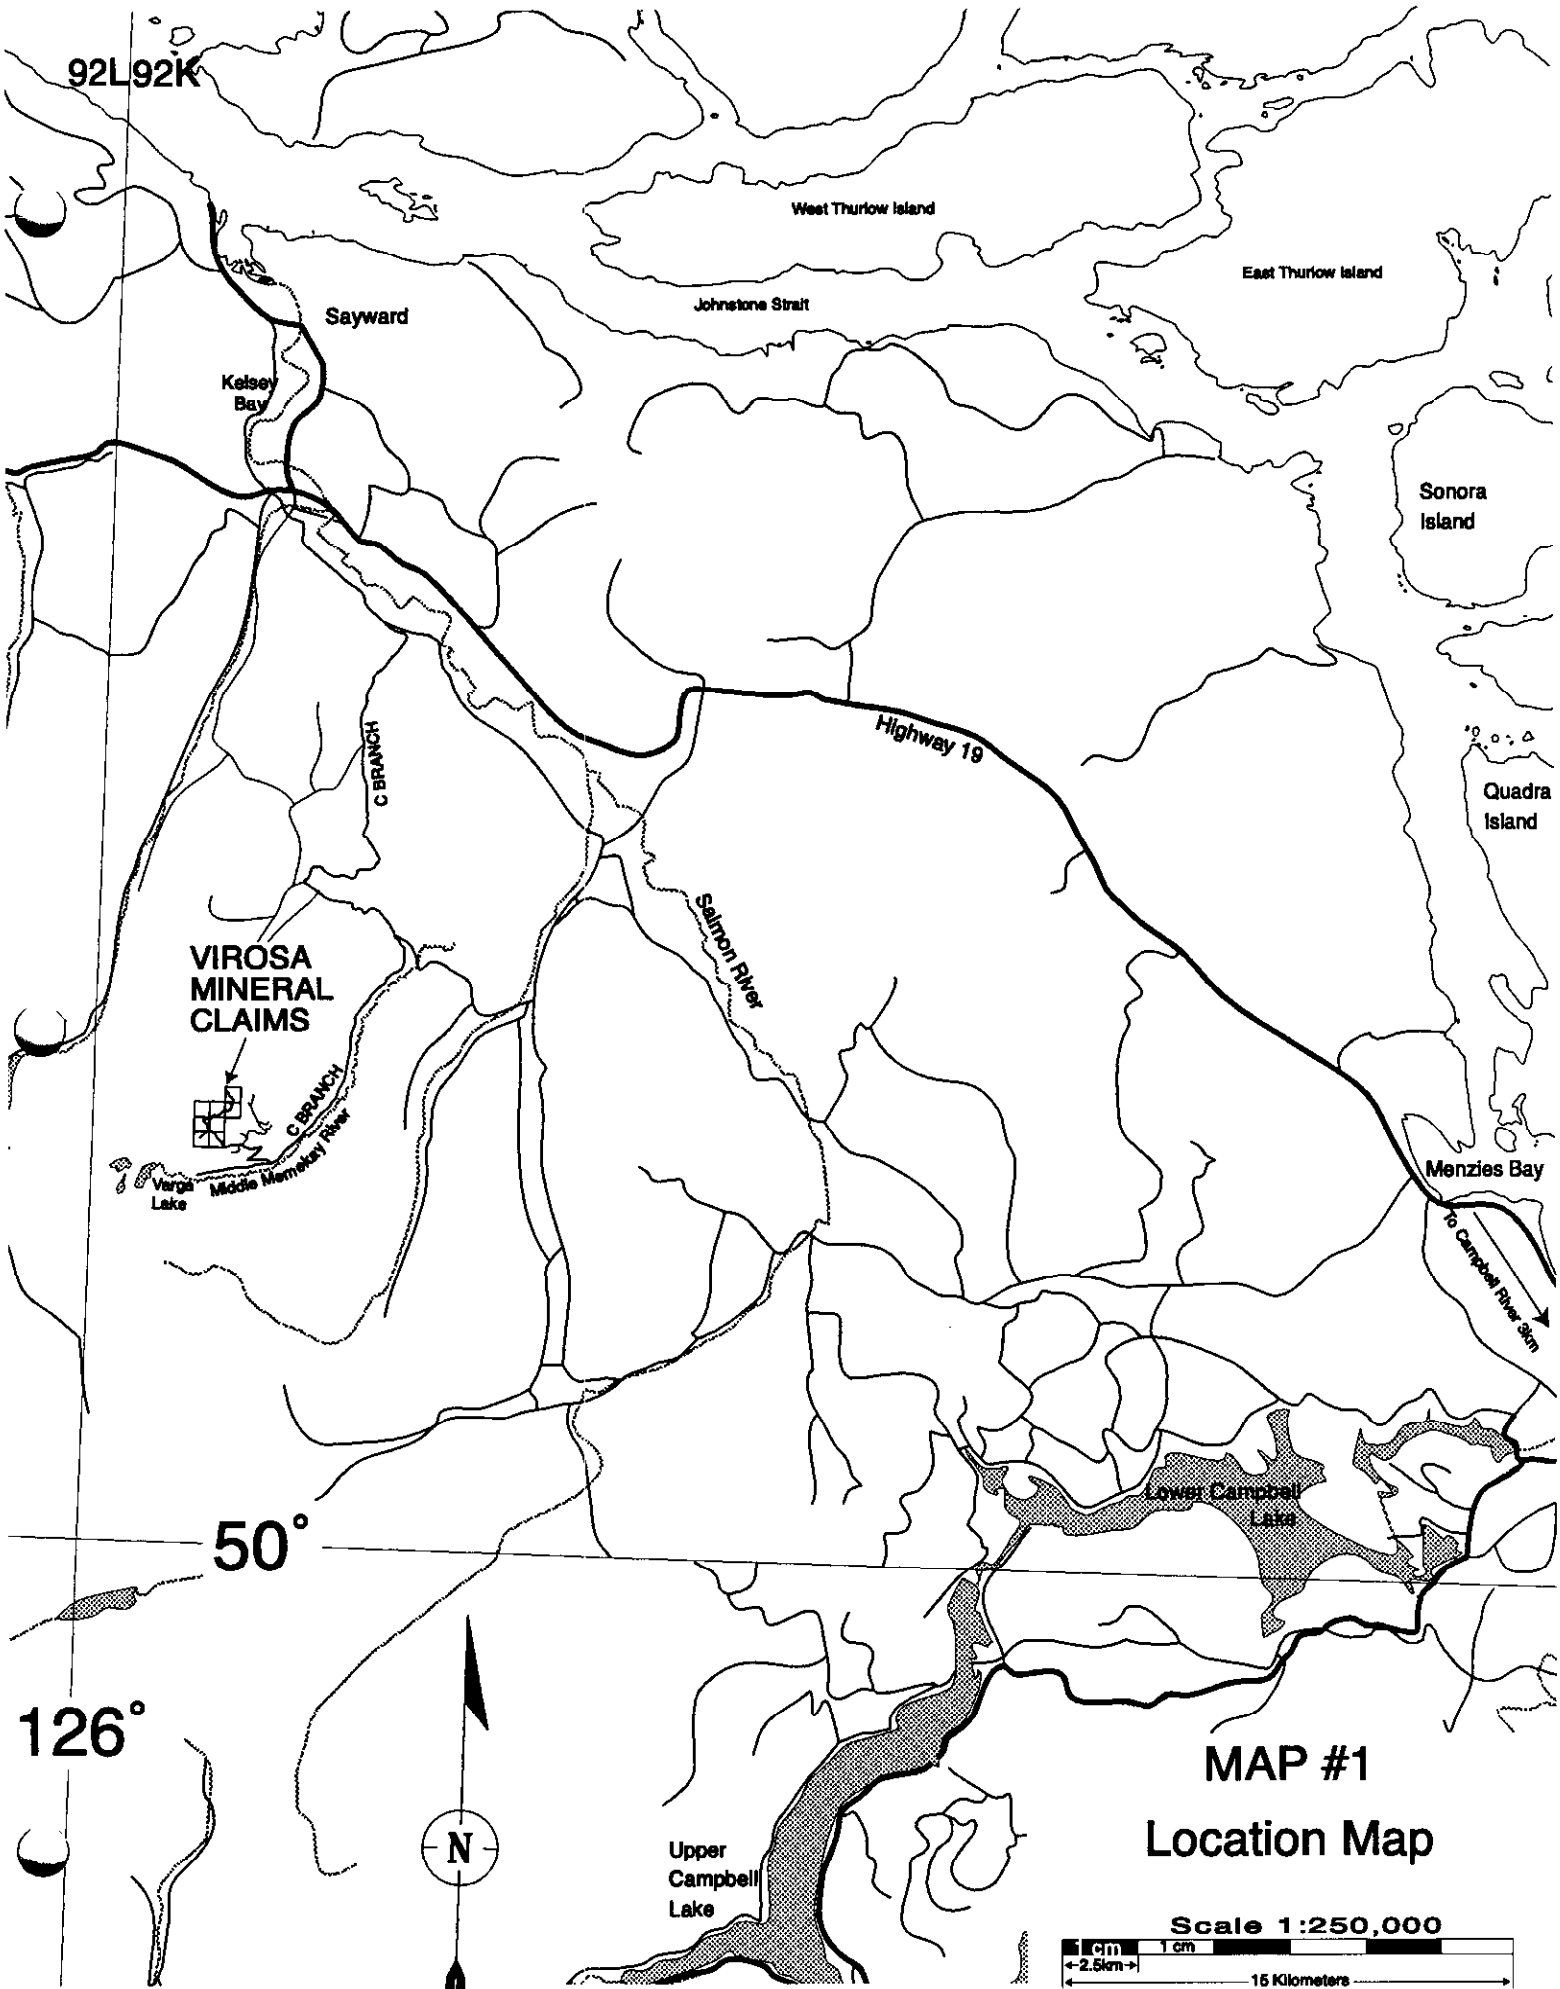 92L92K
West Thurlow Island
East Thurlow Island
Johnstone Strait
Sayward
Kelsey
Bay
Sonora
Island
Highway 19
C BRANCH
Quadra
Island
Salmon River
VIROSA
MINERAL
CLAIMS
C BRANCH
Middle Memekay River
Varga
Lake
Menzies Bay
To Campbell River 3km
Lower Campbell
Lake
50°
126°
N
MAP #1
Location Map
Upper
Campbell
Lake
Scale 1:250,000
1 cm
1 cm
2.5km
15 Kilometers